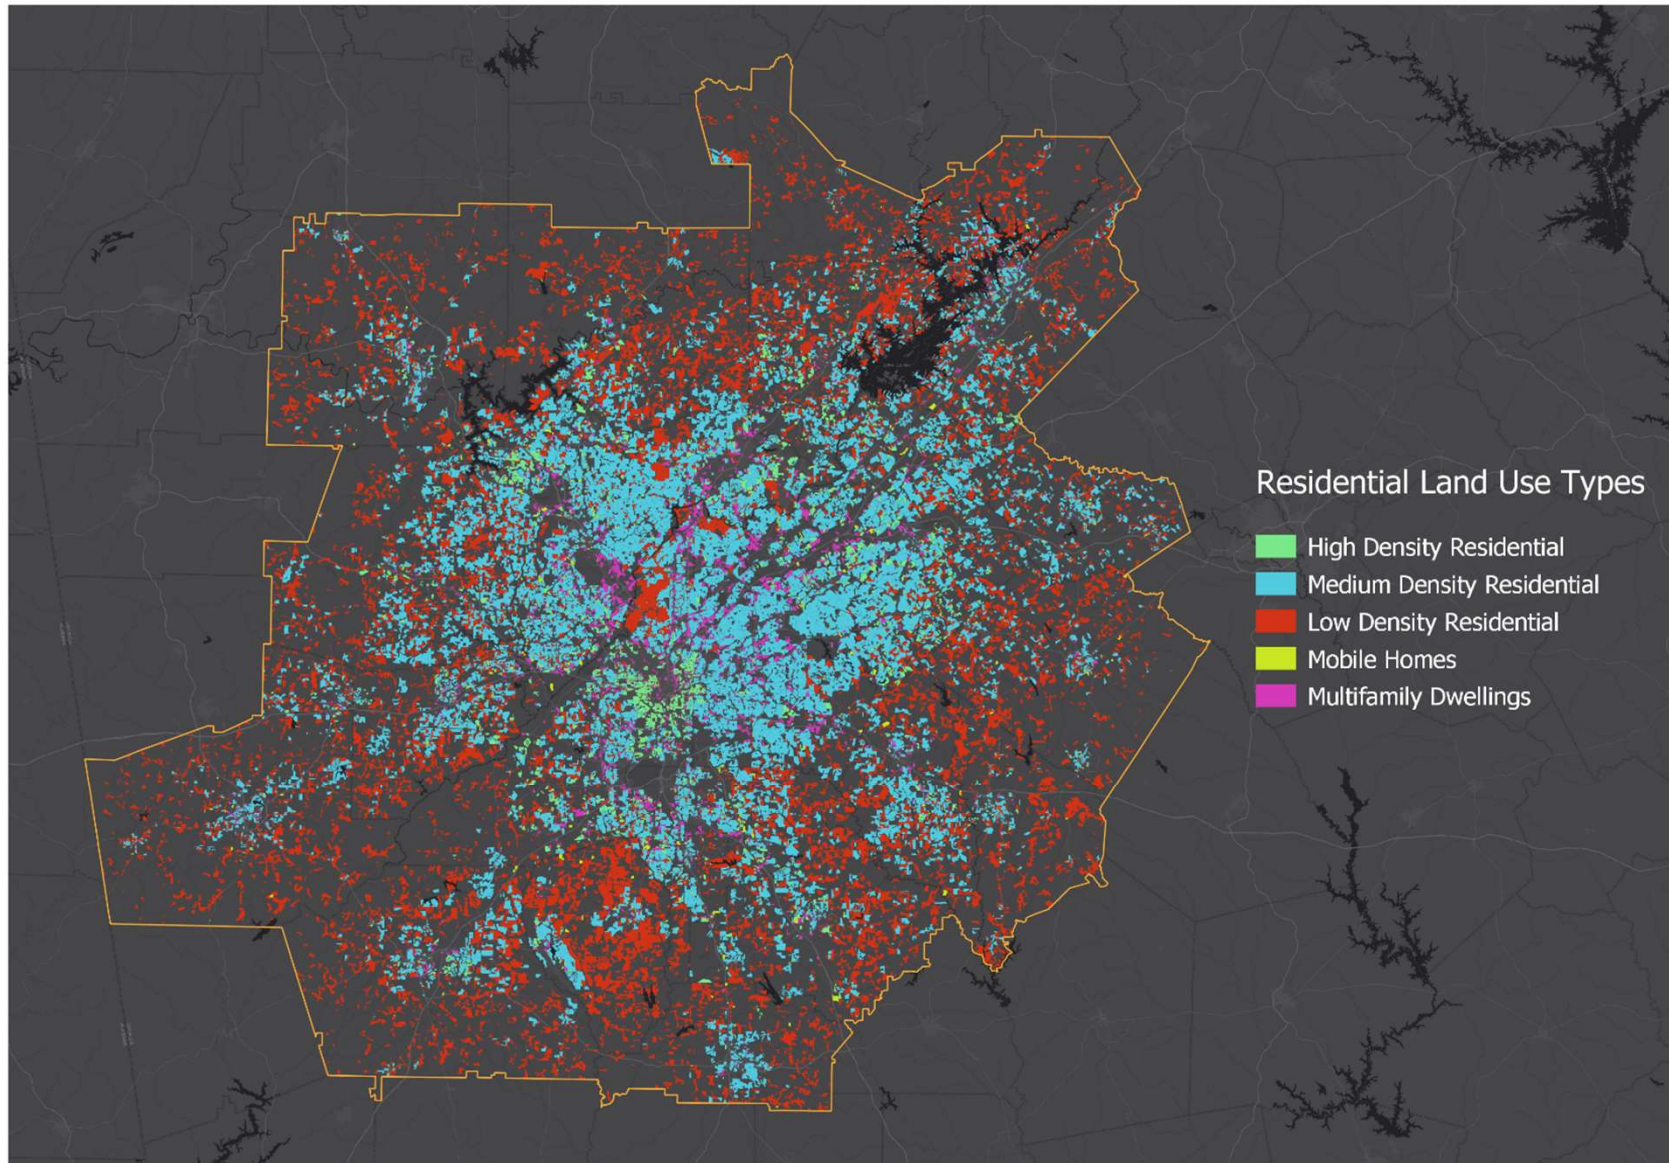 Residential Land Use Types
High Density Residential
Medium Density Residential
Low Density Residential
Mobile Homes
Multifamily Dwellings